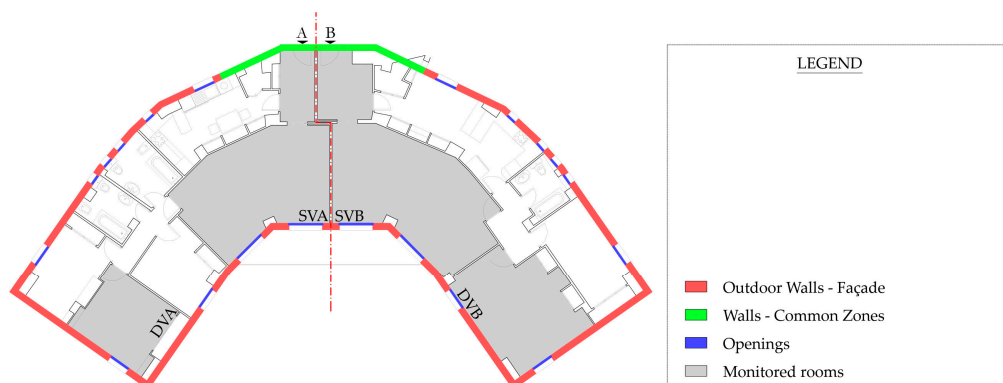 A B
LEGEND
SVA SVB
DVA
DVB
Outdoor Walls - Façade
Walls - Common Zones
Openings
Monitored rooms